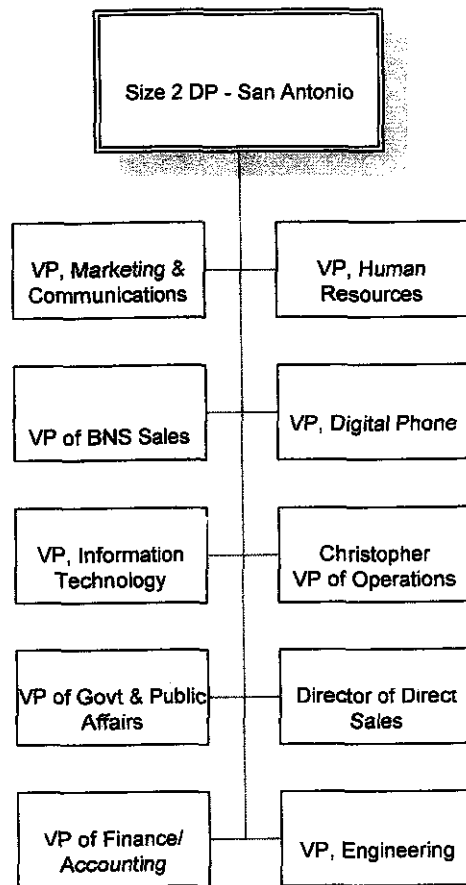 Size 2 DP - San Antonio
VP, Marketing &
Communications
VP, Human
Resources
VP of BNS Sales
VP, Digital Phone
VP, Information
Technology
Christopher
VP of Operations
VP of Govt & Public
Affairs
Director of Direct
Sales
VP of Finance/
Accounting
VP, Engineering